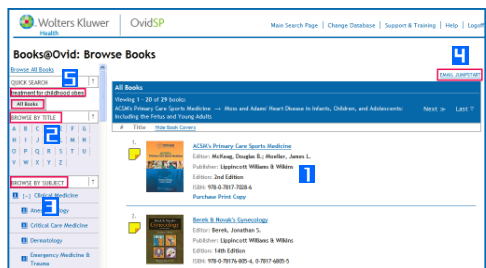 Wolters Kluwer
Health
OvidSP
Main Search Page | Change Database | Support & Training | Help | Logoff
Books@Ovid: Browse Books
4
EMAIL JUMPSTART
Browse All Books
5
QUICK SEARCH
treatment for childhood obes
All Books
BROWSE BY TITLE
A B C D E F G
H I J K L M N
2
O P Q R S T U
V W X Y Z
BROWSE BY SUBJECT
[-] Clinical Medicine
3
Critical Care Medicine
Dermatology
Emergency Medicine &
Trauma
All Books
Viewing 1 - 20 of 29 books:
ACSM's Primary Care Sports Medicine → Moss and Adams' Heart Disease in Infants, Children, and Adolescents:
Including the Fetus and Young Adults
Next >> Last
# Title Hide Book Covers
1.
ACSM's Primary Care Sports Medicine
Editor: McKeag, Douglas B.; Moeller, James L.
Publisher: Lippincott Williams & Wilkins
Edition: 2nd Edition
ISBN: 978-0-7817-7028-6
Purchase Print Copy
1
2.
Berek & Novak's Gynecology
Editor: Berek, Jonathan S.
Publisher: Lippincott Williams & Wilkins
Edition: 14th Edition
ISBN: 978-0-78176-805-4, 0-7817-6805-5